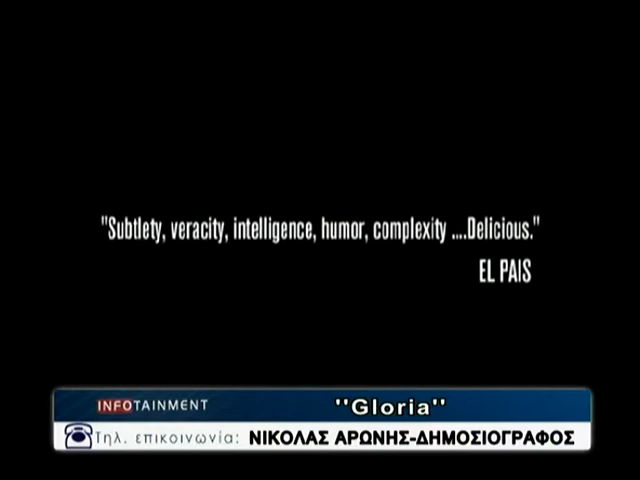 "Subtlety, veracity, intelligence, humor, complexity ....Delicious."
EL PAIS
INFOTAINMENT
''Gloria''
Τηλ. επικοινωνία: ΝΙΚΟΛΑΣ ΑΡΩΝΗΣ-ΔΗΜΟΣΙΟΓΡΑΦΟΣ